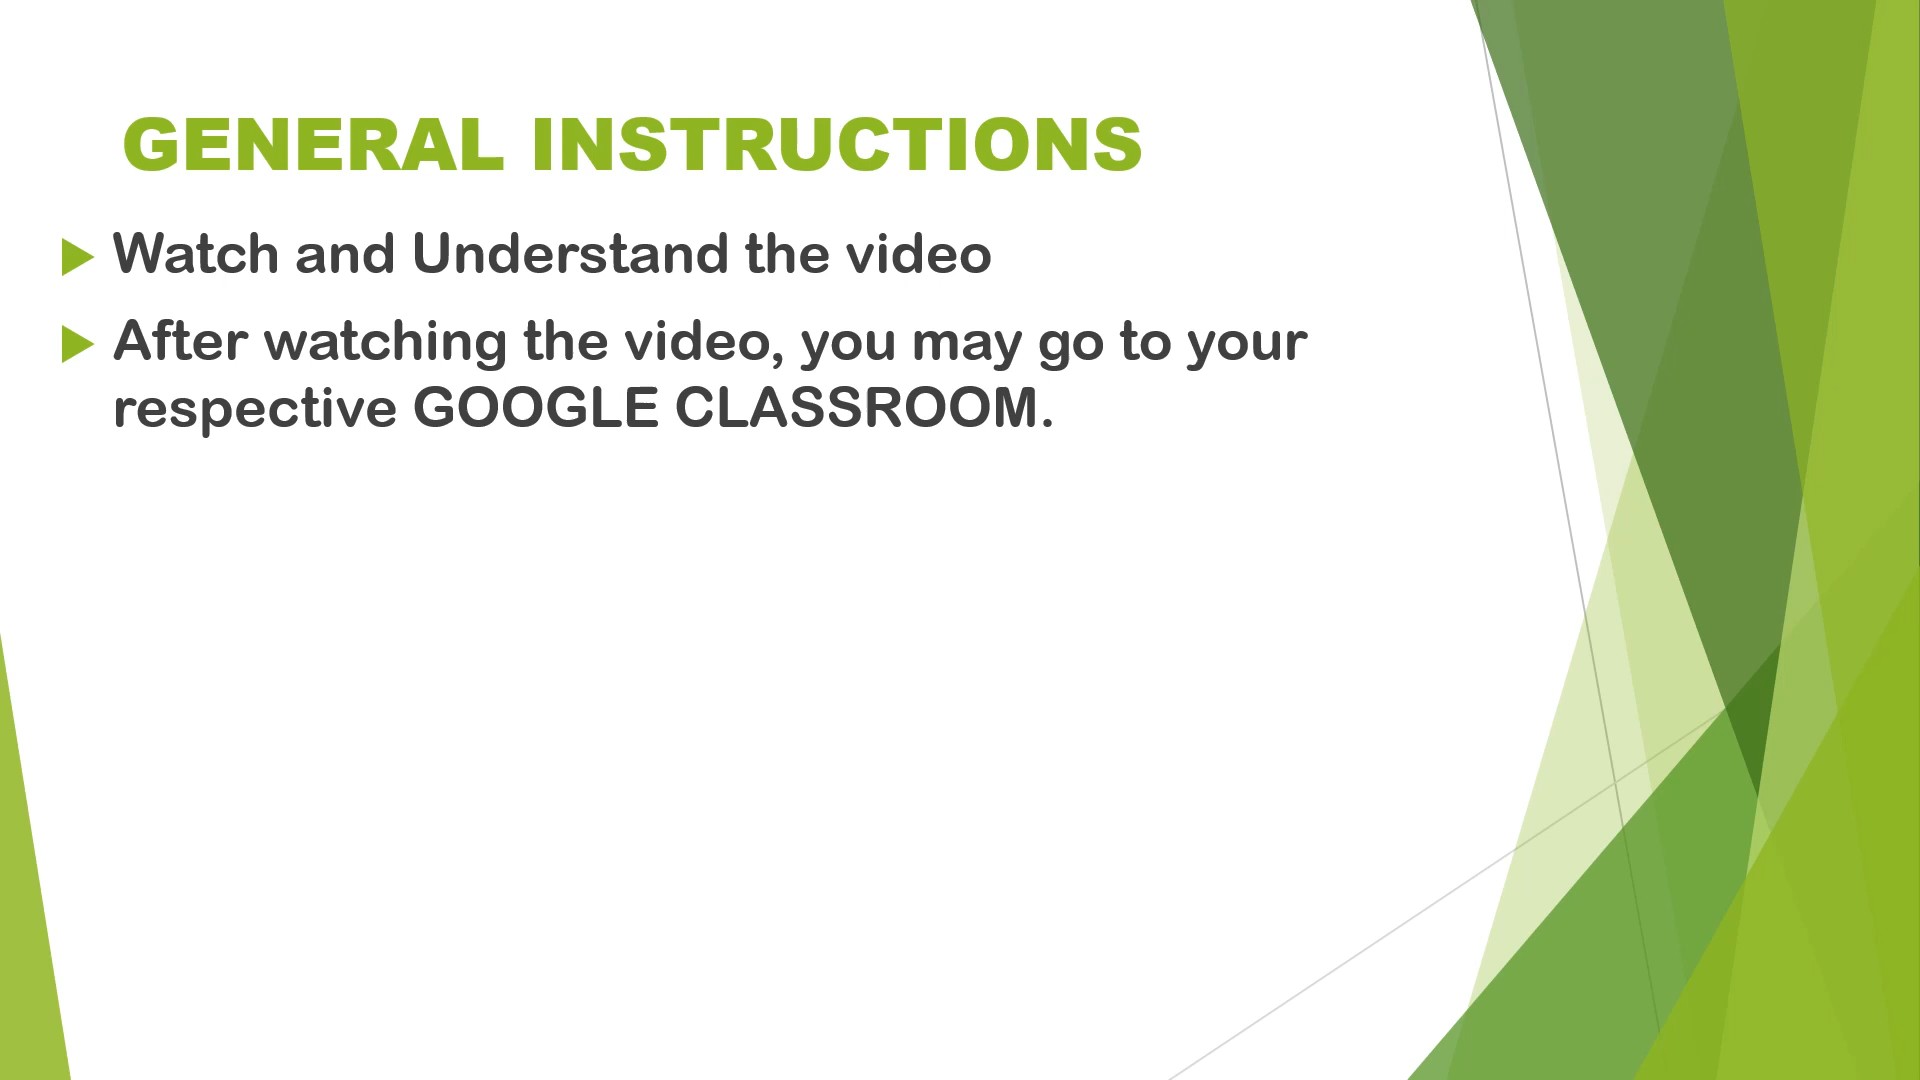 GENERAL INSTRUCTIONS
Watch and Understand the video
After watching the video, you may go to your
respective GOOGLE CLASSROOM.